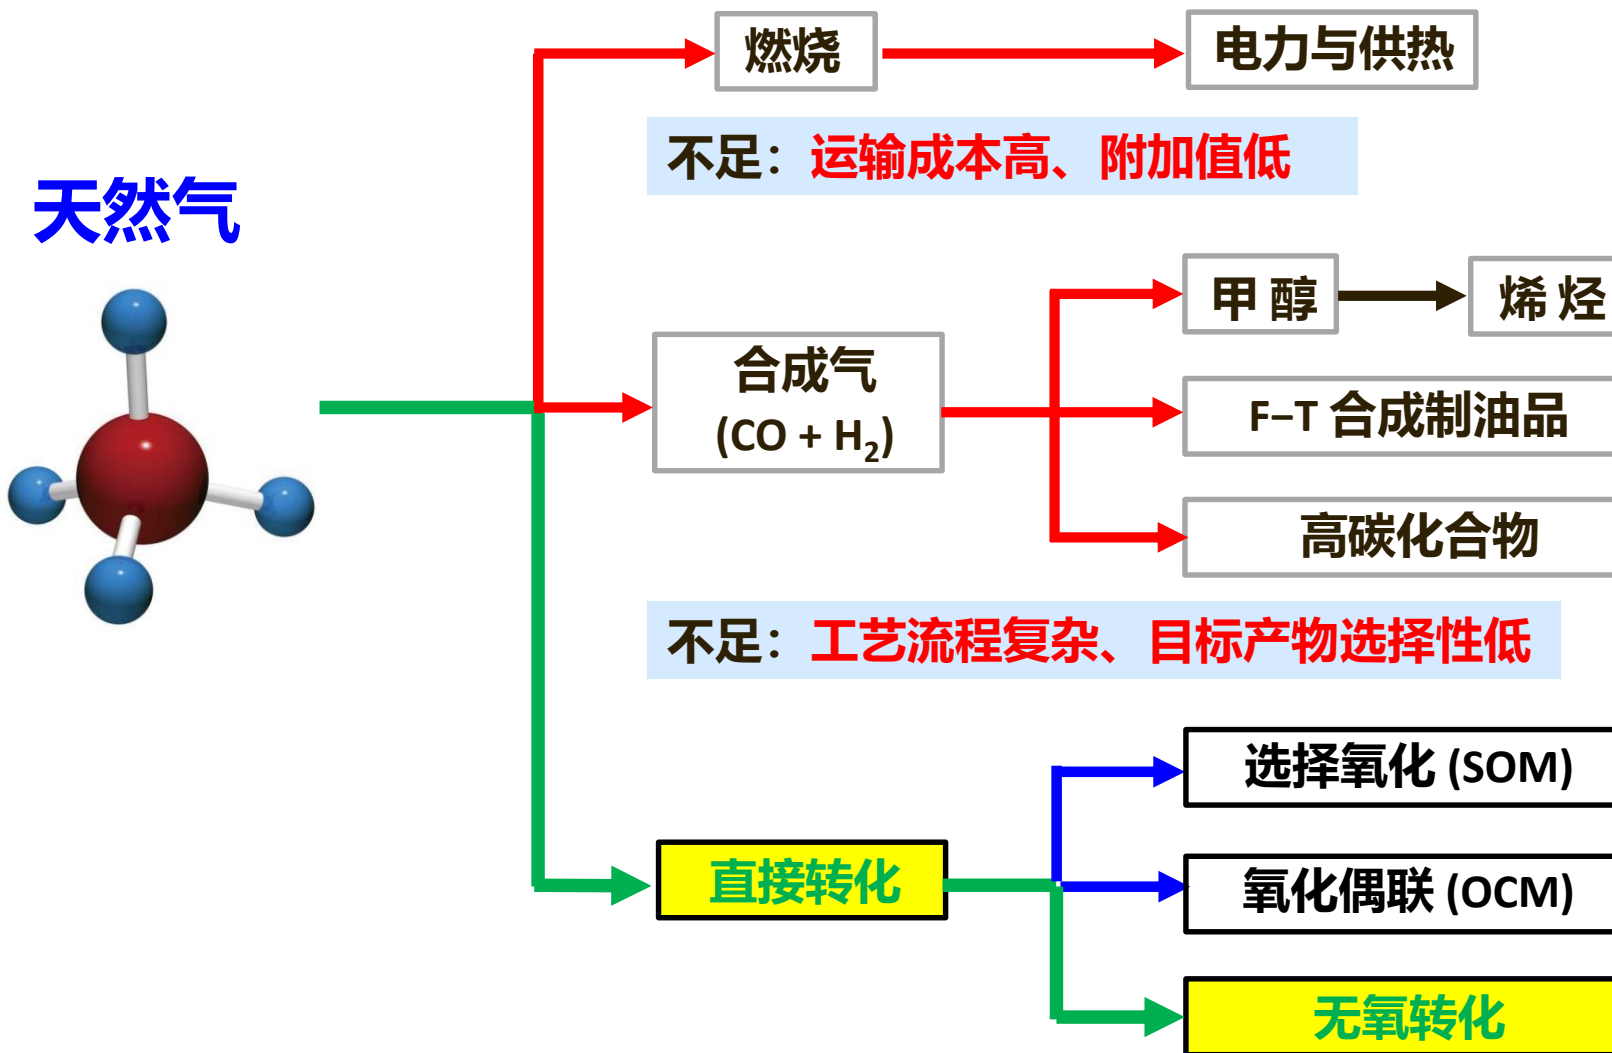 燃烧
电力与供热
不足：运输成本高、附加值低
天然气
甲 醇
烯 烃
合成气
(CO + H₂)
F–T 合成制油品
高碳化合物
不足：工艺流程复杂、目标产物选择性低
选择氧化 (SOM)
直接转化
氧化偶联 (OCM)
无氧转化